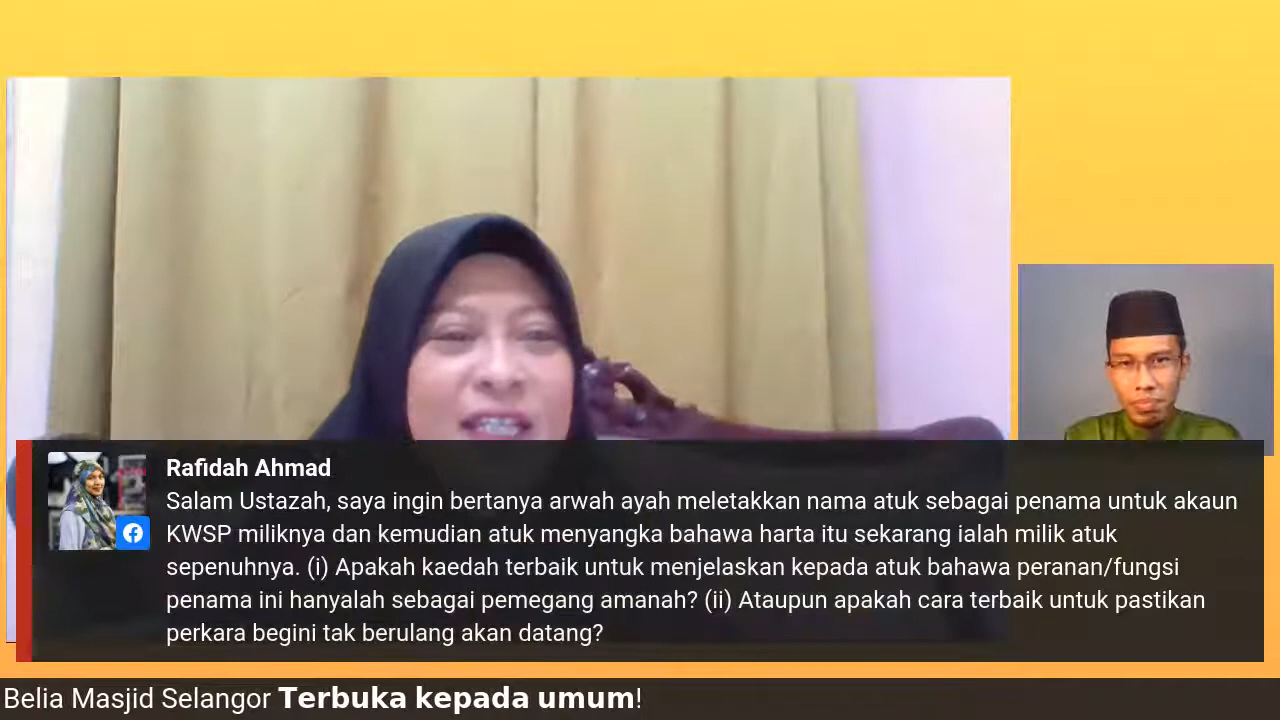 Rafidah Ahmad
Salam Ustazah, saya ingin bertanya arwah ayah meletakkan nama atuk sebagai penama untuk akaun
KWSP miliknya dan kemudian atuk menyangka bahawa harta itu sekarang ialah milik atuk
sepenuhnya. (i) Apakah kaedah terbaik untuk menjelaskan kepada atuk bahawa peranan/fungsi
penama ini hanyalah sebagai pemegang amanah? (ii) Ataupun apakah cara terbaik untuk pastikan
perkara begini tak berulang akan datang?
Belia Masjid Selangor Terbuka kepada umum!